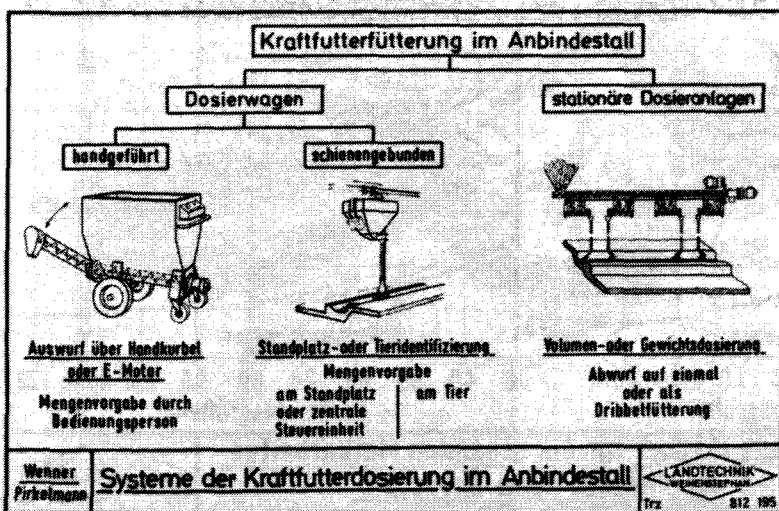 Kraftfutterfütterung im Anbindestall
Dosierwagen
stationäre Dosieranlagen
handgeführt
schienengebunden
Auswurf über Handkurbel
oder E-Motor
Mengenvorgabe durch
Bedienungsperson
Standplatz-oder Tieridentifizierung
Mengenvorgabe
am Standplatz
oder zentrale
Steuereinheit
am Tier
Volumen-oder Gewichtsdosierung
Abwurf auf einmal
oder als
Dribbelfütterung
Wenner
Pirkelmann
Systeme der Kraftfutterdosierung im Anbindestall
LANDTECHNIK
WEIHENSTEPHAN
Trz
812 195